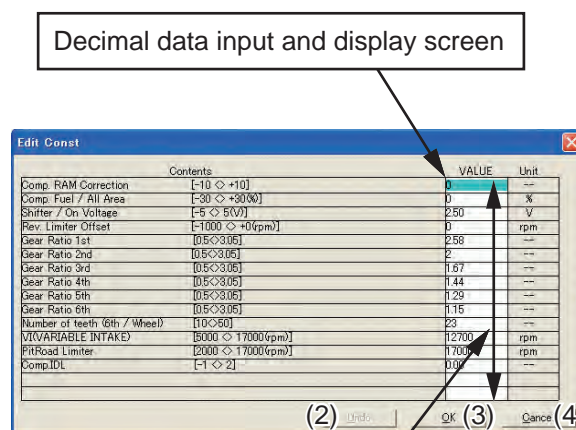 Decimal data input and display screen
Edit Const
Contents VALUE Unit
Comp. RAM Correction [-10 <> +10] 0 --
Comp. Fuel / All Area [-30 <> +30(%)] 0 %
Shifter / On Voltage [-5 <> 5(V)] 2.50 V
Rev. Limiter Offset [-1000 <> +0(rpm)] 0 rpm
Gear Ratio 1st [0.5<>3.05] 2.58 --
Gear Ratio 2nd [0.5<>3.05] 2 --
Gear Ratio 3rd [0.5<>3.05] 1.67 --
Gear Ratio 4th [0.5<>3.05] 1.44 --
Gear Ratio 5th [0.5<>3.05] 1.29 --
Gear Ratio 6th [0.5<>3.05] 1.15 --
Number of teeth (6th / Wheel) [10<>50] 23 --
VI(VARIABLE INTAKE) [5000 <> 17000(rpm)] 12700 rpm
PitRoad Limiter [2000 <> 17000(rpm)] 17000 rpm
Comp.IDL [-1 <> 2] 0.00 --
(2) Undo OK (3) Cance (4